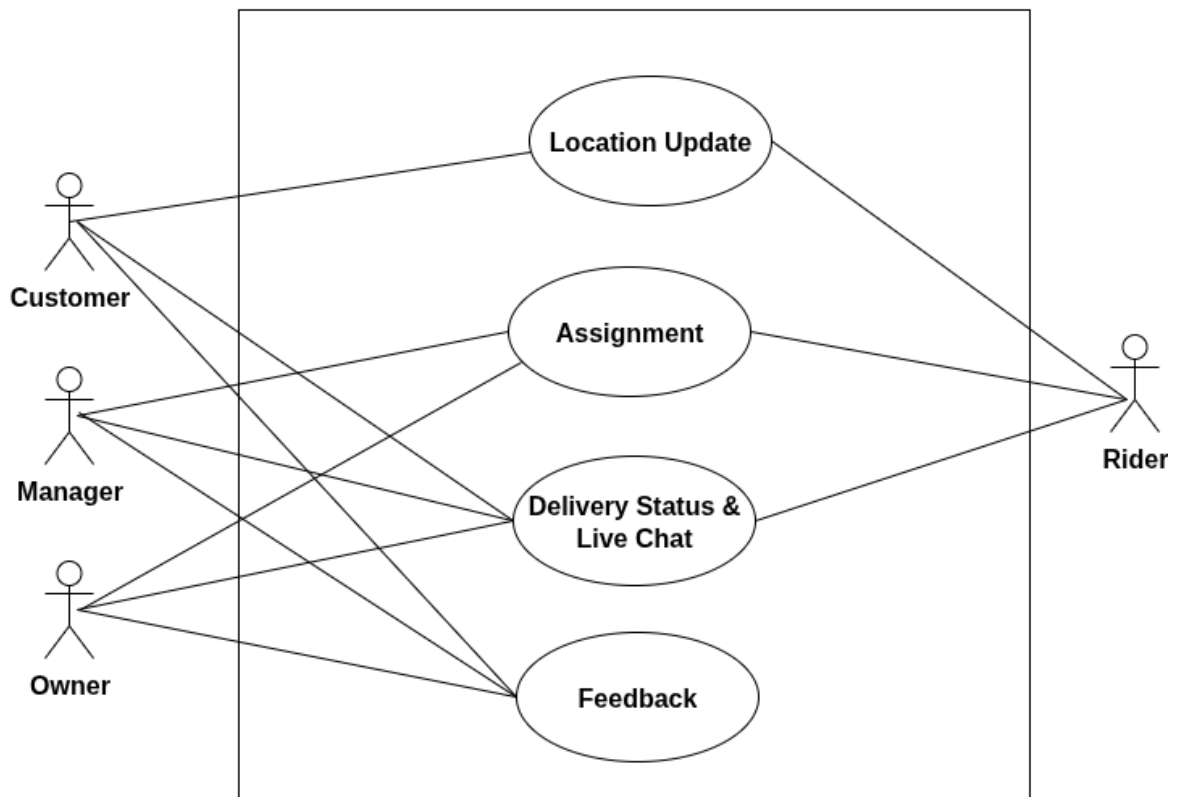 Location Update
Customer
Assignment
Manager
Rider
Delivery Status &
Live Chat
Owner
Feedback